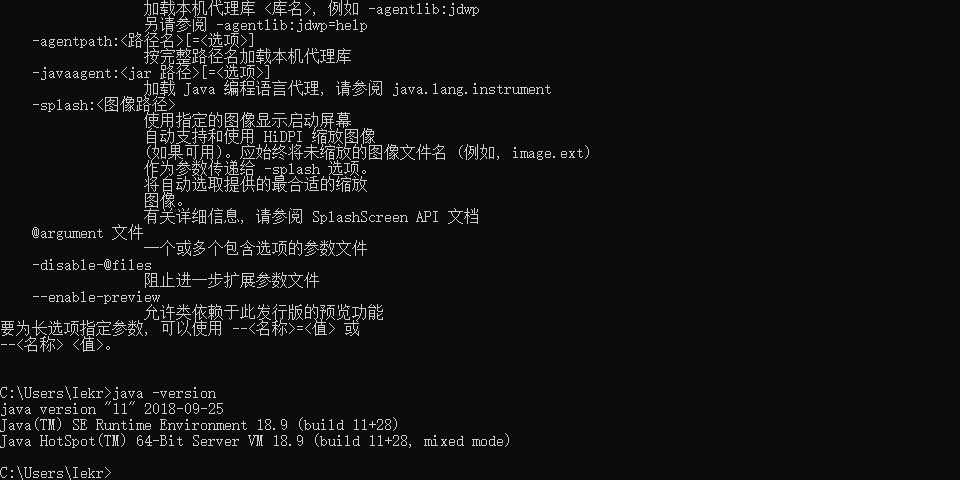 加载本机代理库 <库名>, 例如 -agentlib:jdwp
另请参阅 -agentlib:jdwp=help
-agentpath:<路径名>[=<选项>]
按完整路径名加载本机代理库
-javaagent:<jar 路径>[=<选项>]
加载 Java 编程语言代理, 请参阅 java.lang.instrument
-splash:<图像路径>
使用指定的图像显示启动屏幕
自动支持和使用 HiDPI 缩放图像
(如果可用)。应始终将未缩放的图像文件名 (例如, image.ext)
作为参数传递给 -splash 选项。
将自动选取提供的最合适的缩放
图像。
有关详细信息, 请参阅 SplashScreen API 文档
@argument 文件
一个或多个包含选项的参数文件
-disable-@files
阻止进一步扩展参数文件
--enable-preview
允许类依赖于此发行版的预览功能
要为长选项指定参数, 可以使用 --<名称>=<值> 或
--<名称> <值>。
C:\Users\Iekr>java -version
java version "11" 2018-09-25
Java(TM) SE Runtime Environment 18.9 (build 11+28)
Java HotSpot(TM) 64-Bit Server VM 18.9 (build 11+28, mixed mode)
C:\Users\Iekr>